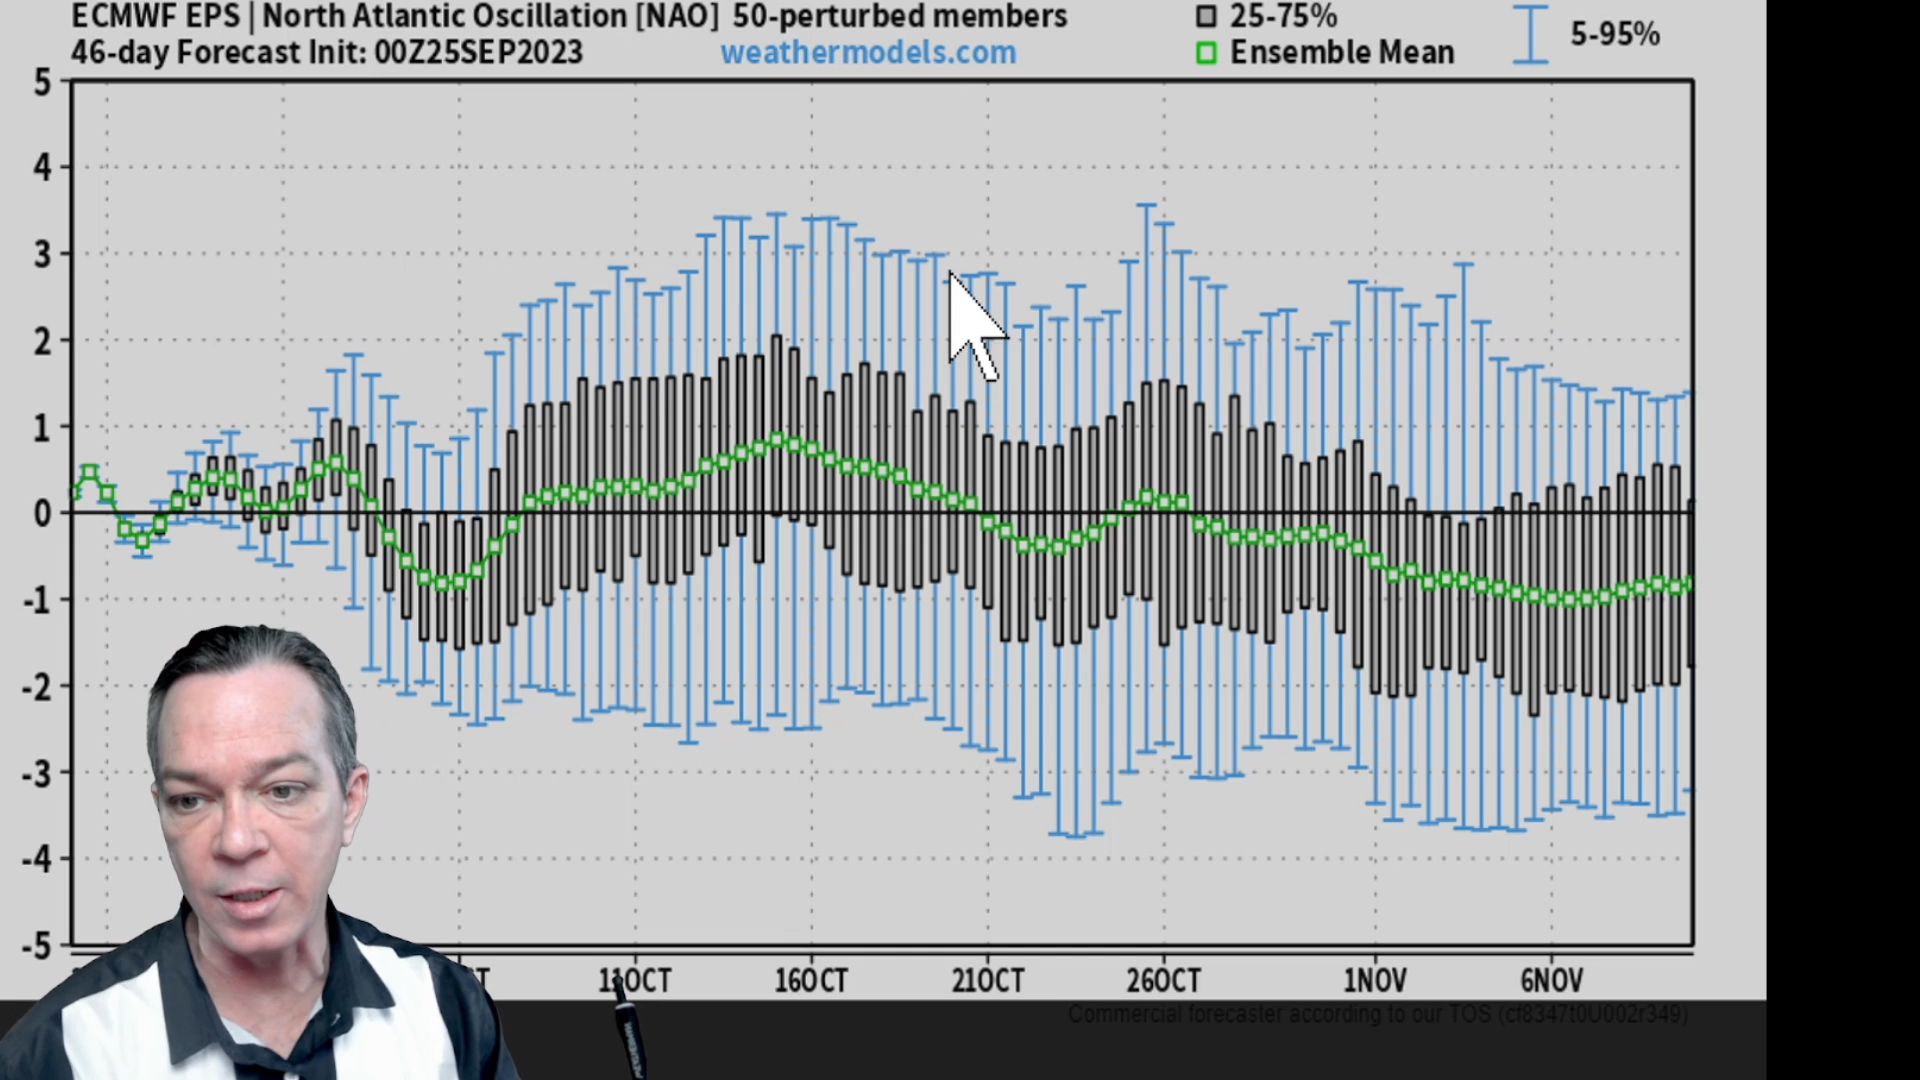 ECMWF EPS | North Atlantic Oscillation [NAO] 50-perturbed members
46-day Forecast Init: 00Z25SEP2023 weathermodels.com
25-75%
Ensemble Mean
5-95%
5
4
3
2
1
0
-1
-2
-3
-4
-5
11OCT 16OCT 21OCT 26OCT 1NOV 6NOV
Commercial forecaster according to our TOS (cf8347t0U002r349)